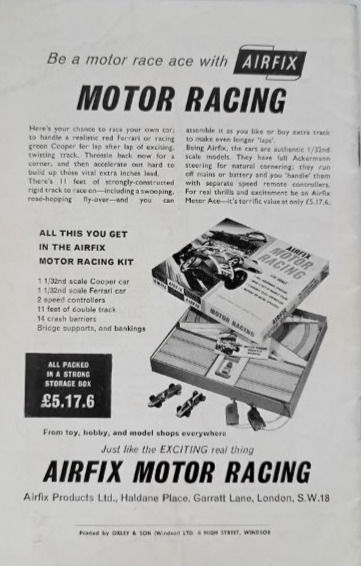 Be a motor race ace with AIRFIX
MOTOR RACING
Here's your chance to race your own car;
to handle a realistic red Ferrari or racing
green Cooper for lap after lap of exciting,
twisting track. Throttle back now for a
corner, and then accelerate out hard to
build up those vital extra inches lead.
There's 11 feet of strongly-constructed
rigid track to race on—including a swooping,
road-hopping fly-over—and you can
assemble it as you like or buy extra track
to make even longer 'laps'.
Being Airfix, the cars are authentic 1/32nd
scale models. They have full Ackermann
steering for natural cornering; they run
off mains or battery and you 'handle' them
with separate speed remote controllers.
For real thrills and excitement be an Airfix
Motor Ace—it's terrific value at only £5.17.6.
ALL THIS YOU GET
IN THE AIRFIX
MOTOR RACING KIT
1 1/32nd scale Cooper car
1 1/32nd scale Ferrari car
2 speed controllers
11 feet of double track
14 crash barriers
Bridge supports, and bankings
AIRFIX
MOTOR
RACING
MOTOR RACING
ALL PACKED
IN A STRONG
STORAGE BOX
£5.17.6
From toy, hobby, and model shops everywhere
Just like the EXCITING real thing
AIRFIX MOTOR RACING
Airfix Products Ltd., Haldane Place, Garratt Lane, London, S.W.18
Printed by OXLEY & SON (Windsor) LTD. 4 HIGH STREET, WINDSOR